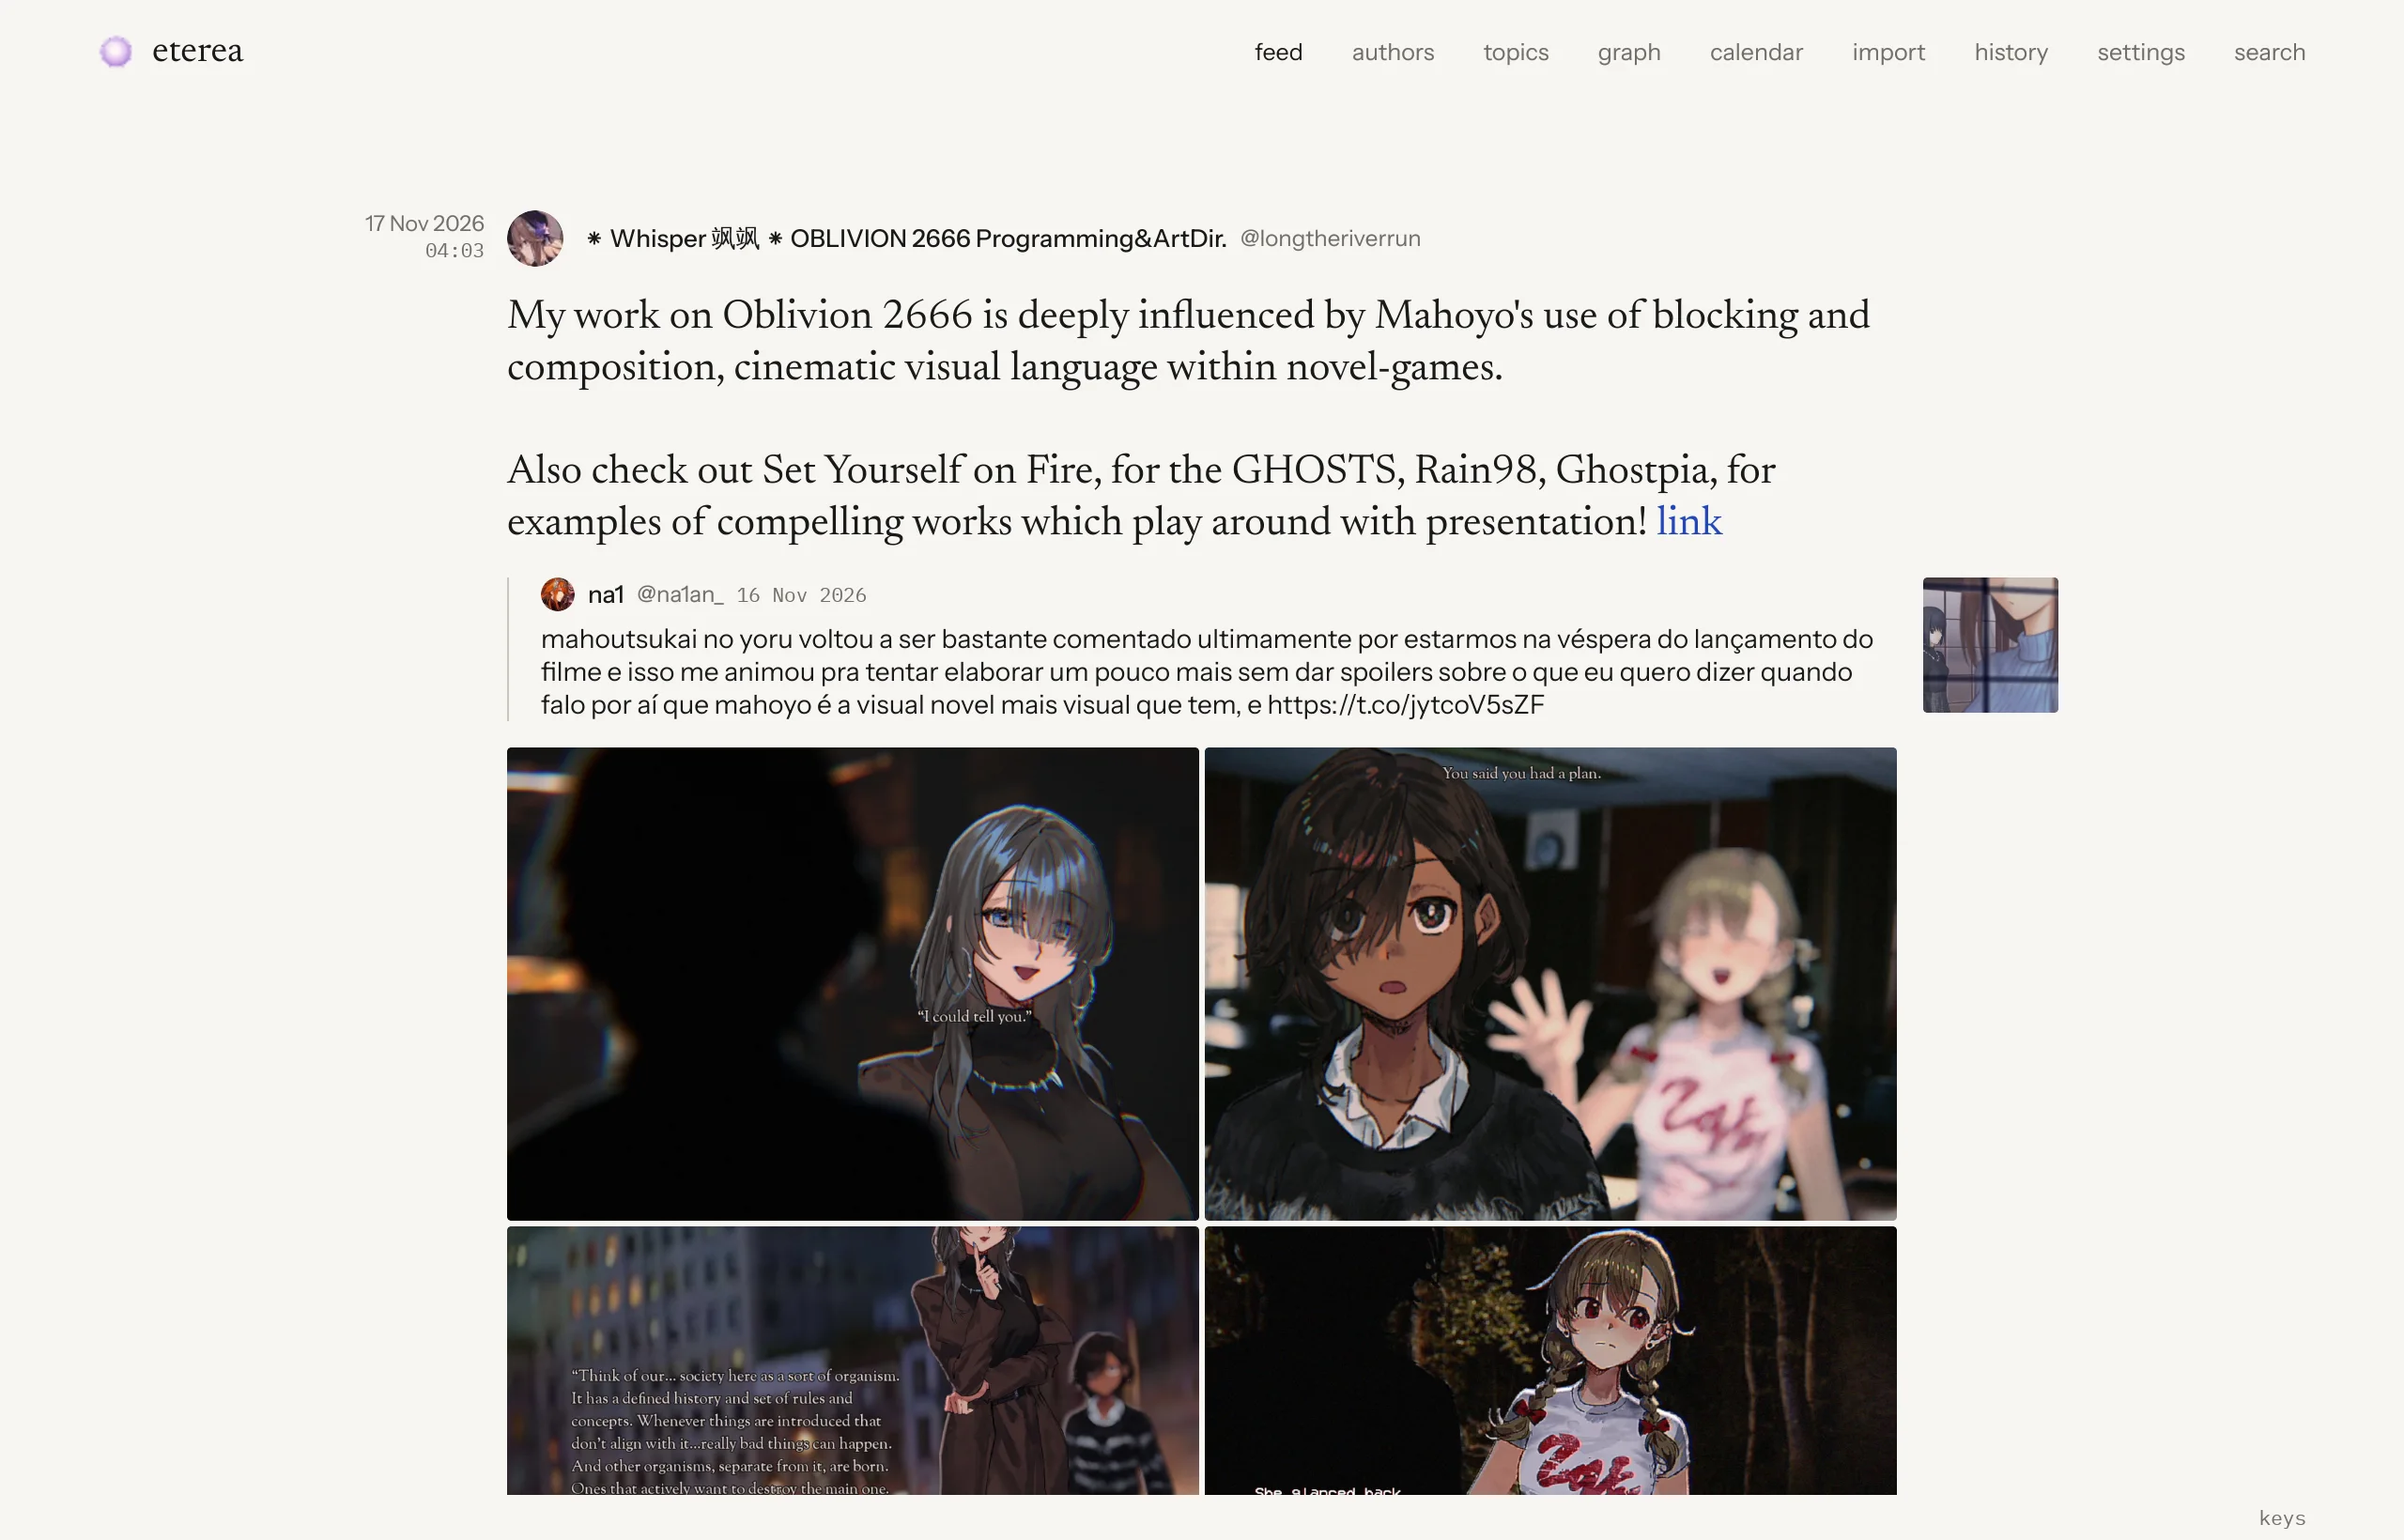 eterea
feed authors topics graph calendar import history settings search
17 Nov 2026
04:03
⁕ Whisper 飒飒 ⁕ OBLIVION 2666 Programming&ArtDir. @longtheriverrun
My work on Oblivion 2666 is deeply influenced by Mahoyo's use of blocking and
composition, cinematic visual language within novel-games.
Also check out Set Yourself on Fire, for the GHOSTS, Rain98, Ghostpia, for
examples of compelling works which play around with presentation! link
na1 @na1an_ 16 Nov 2026
mahoutsukai no yoru voltou a ser bastante comentado ultimamente por estarmos na véspera do lançamento do
filme e isso me animou pra tentar elaborar um pouco mais sem dar spoilers sobre o que eu quero dizer quando
falo por aí que mahoyo é a visual novel mais visual que tem, e https://t.co/jytcoV5sZF
“I could tell you.”
You said you had a plan.
“Think of our... society here as a sort of organism.
It has a defined history and set of rules and
concepts. Whenever things are introduced that
don't align with it...really bad things can happen.
And other organisms, separate from it, are born.
Ones that actively want to destroy the main one.
She glanced back
keys